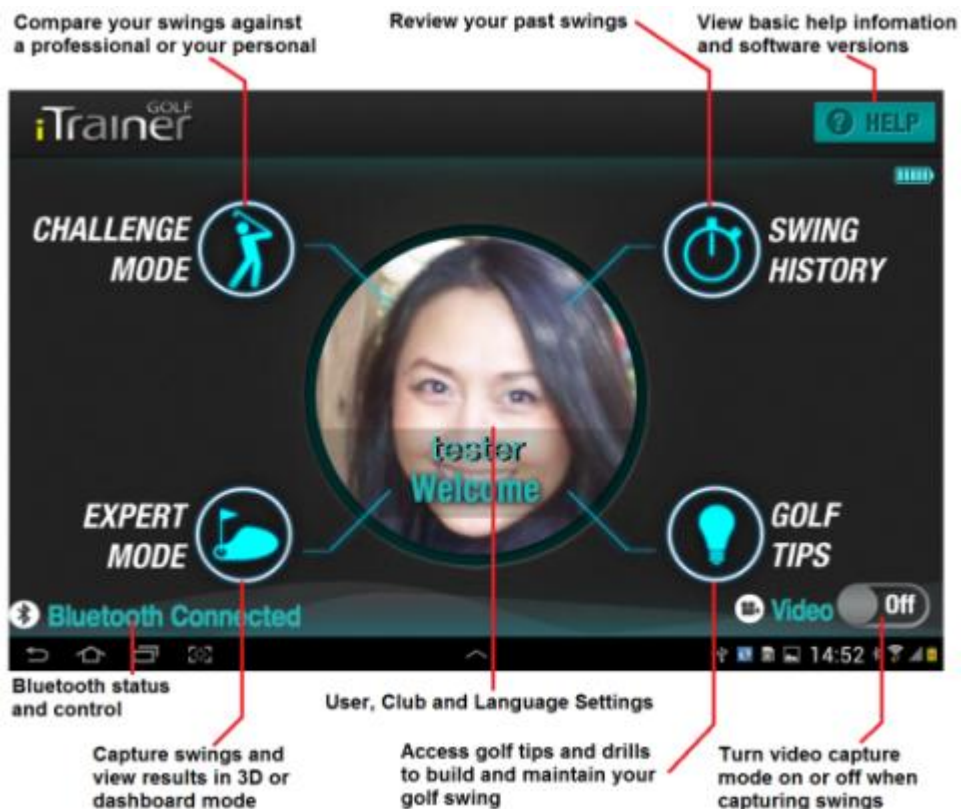 Compare your swings against
a professional or your personal
Review your past swings
View basic help infomation
and software versions
iTrainer GOLF
? HELP
CHALLENGE
MODE
SWING
HISTORY
tester
Welcome
EXPERT
MODE
GOLF
TIPS
Bluetooth Connected
Video Off
14:52
Bluetooth status
and control
User, Club and Language Settings
Capture swings and
view results in 3D or
dashboard mode
Access golf tips and drills
to build and maintain your
golf swing
Turn video capture
mode on or off when
capturing swings